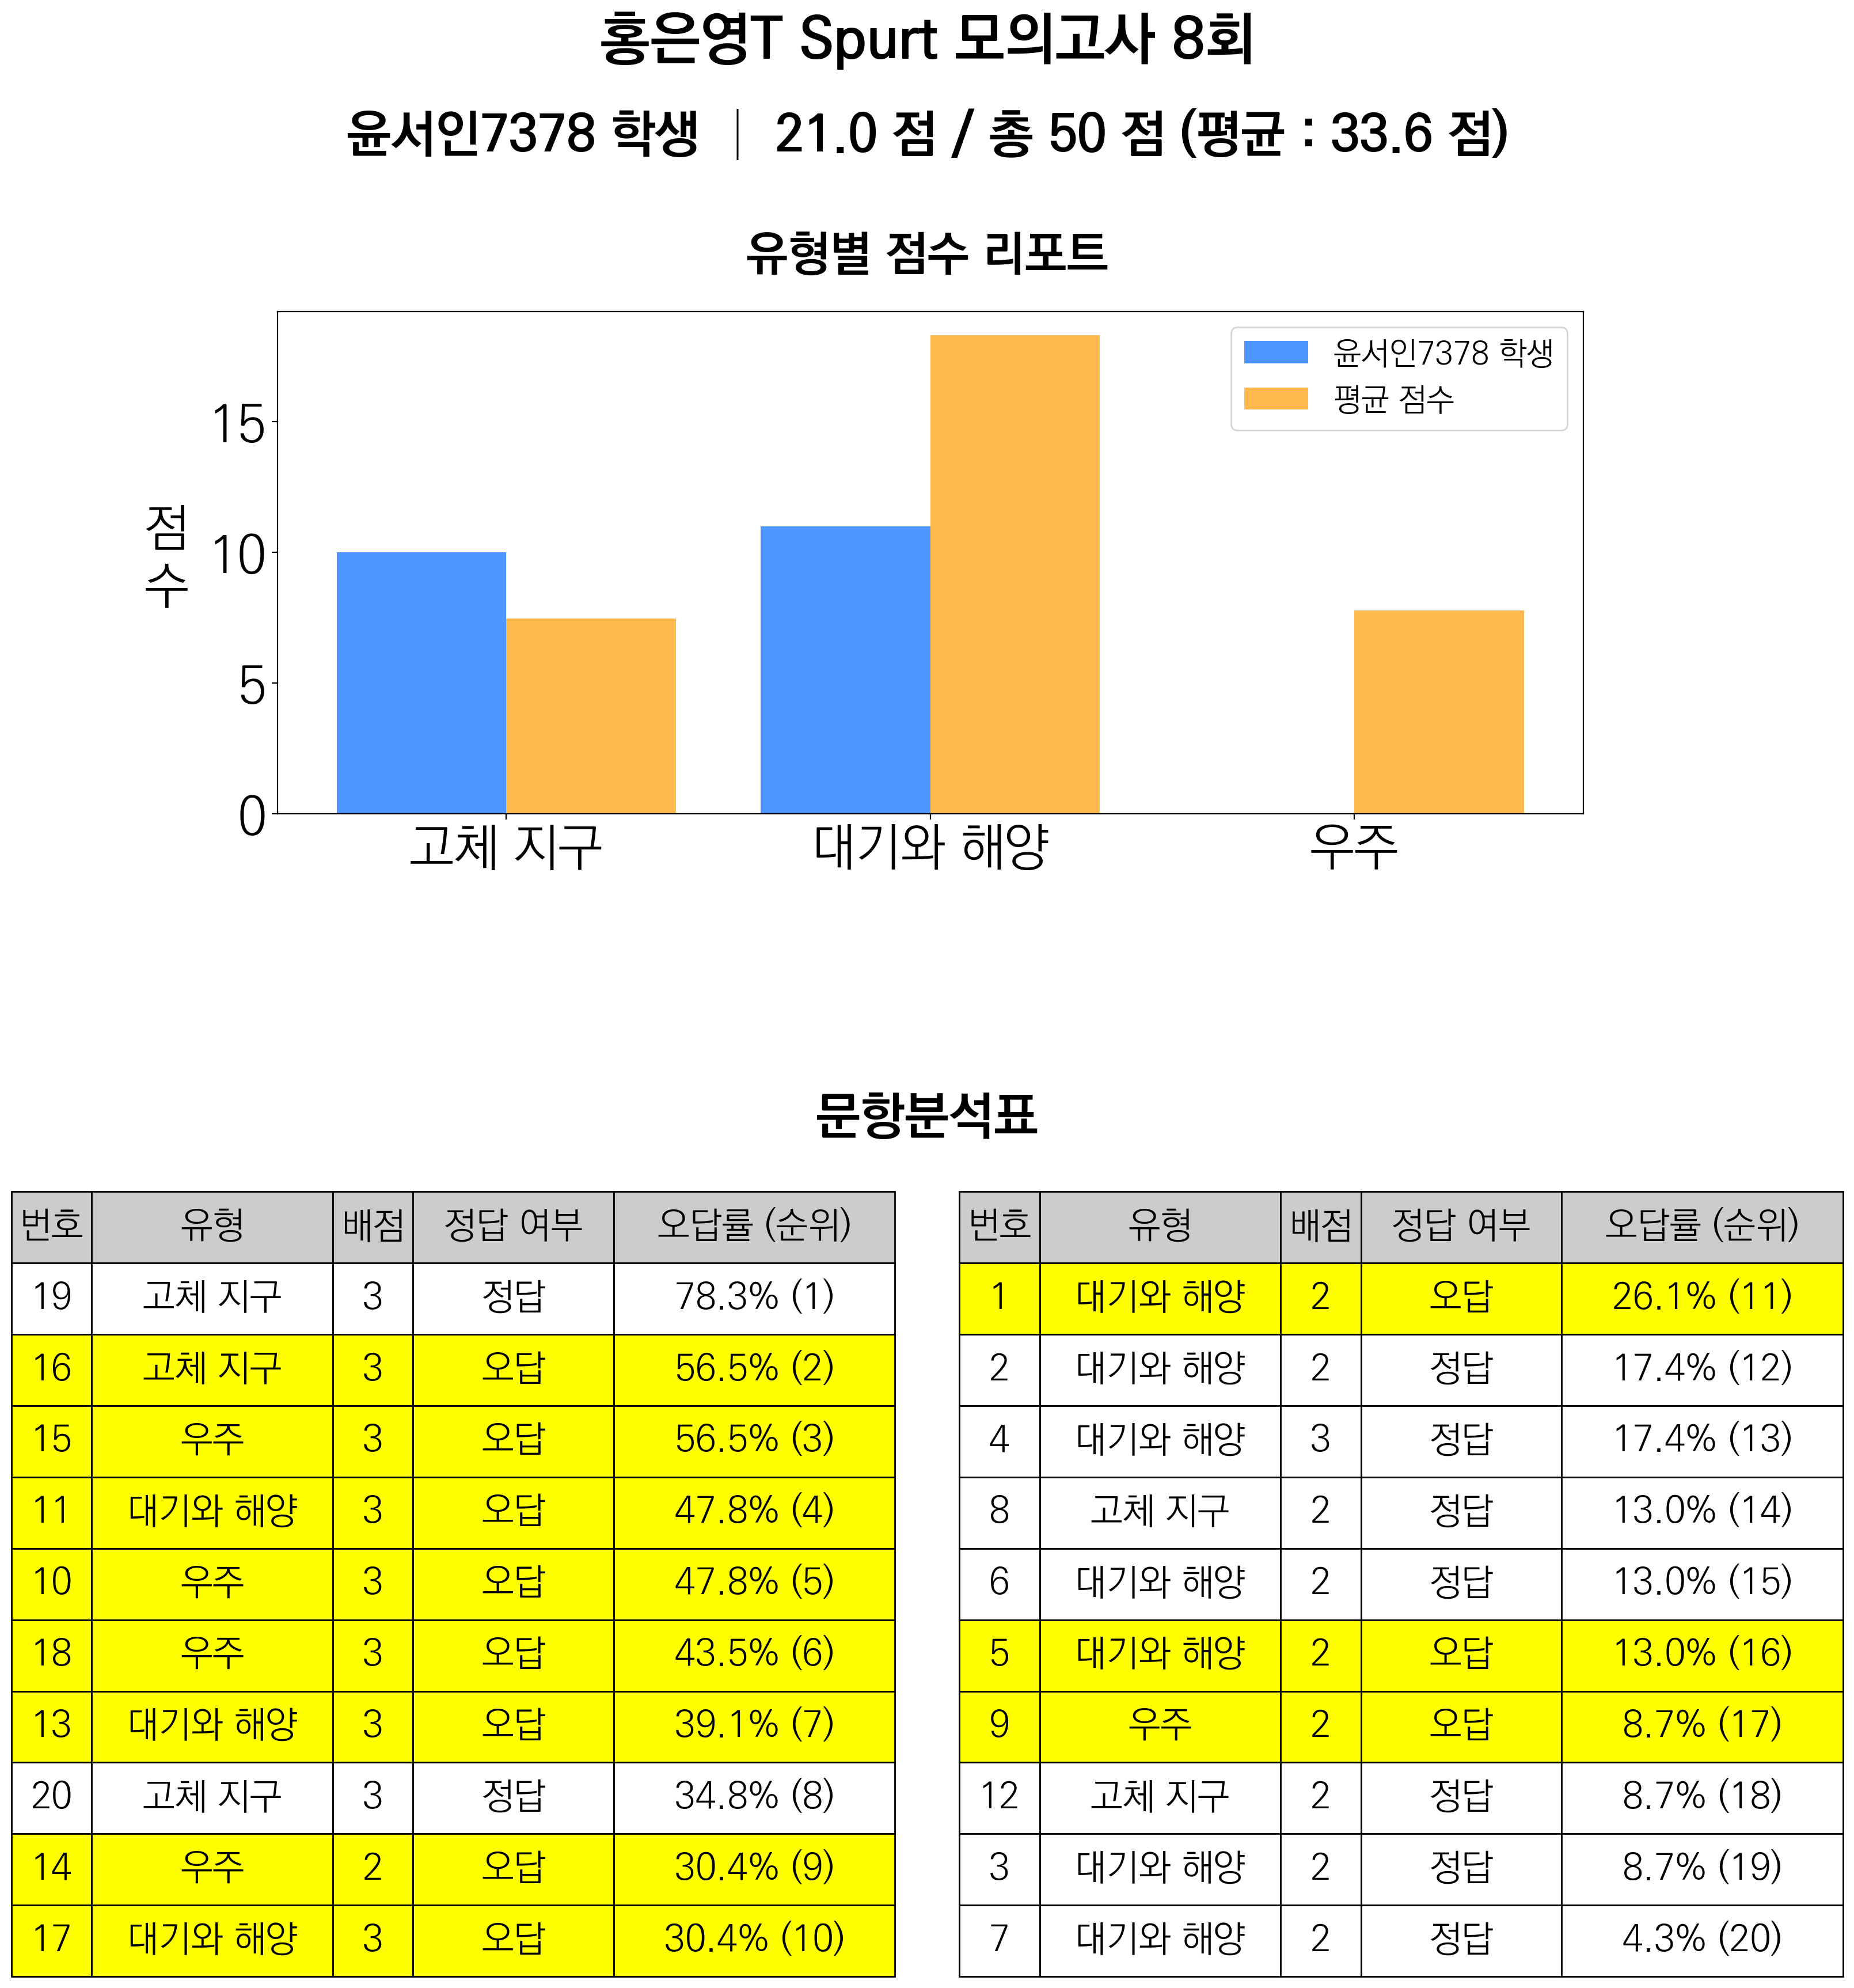 홍은영T Spurt 모의고사 8회
윤서인7378 학생 | 21.0 점 / 총 50 점 (평균 : 33.6 점)
유형별 점수 리포트
윤서인7378 학생
평균 점수
점
수
15
10
5
0
고체 지구 대기와 해양 우주
문항분석표
번호 유형 배점 정답 여부 오답률 (순위)
19 고체 지구 3 정답 78.3% (1)
16 고체 지구 3 오답 56.5% (2)
15 우주 3 오답 56.5% (3)
11 대기와 해양 3 오답 47.8% (4)
10 우주 3 오답 47.8% (5)
18 우주 3 오답 43.5% (6)
13 대기와 해양 3 오답 39.1% (7)
20 고체 지구 3 정답 34.8% (8)
14 우주 2 오답 30.4% (9)
17 대기와 해양 3 오답 30.4% (10)
번호 유형 배점 정답 여부 오답률 (순위)
1 대기와 해양 2 오답 26.1% (11)
2 대기와 해양 2 정답 17.4% (12)
4 대기와 해양 3 정답 17.4% (13)
8 고체 지구 2 정답 13.0% (14)
6 대기와 해양 2 정답 13.0% (15)
5 대기와 해양 2 오답 13.0% (16)
9 우주 2 오답 8.7% (17)
12 고체 지구 2 정답 8.7% (18)
3 대기와 해양 2 정답 8.7% (19)
7 대기와 해양 2 정답 4.3% (20)